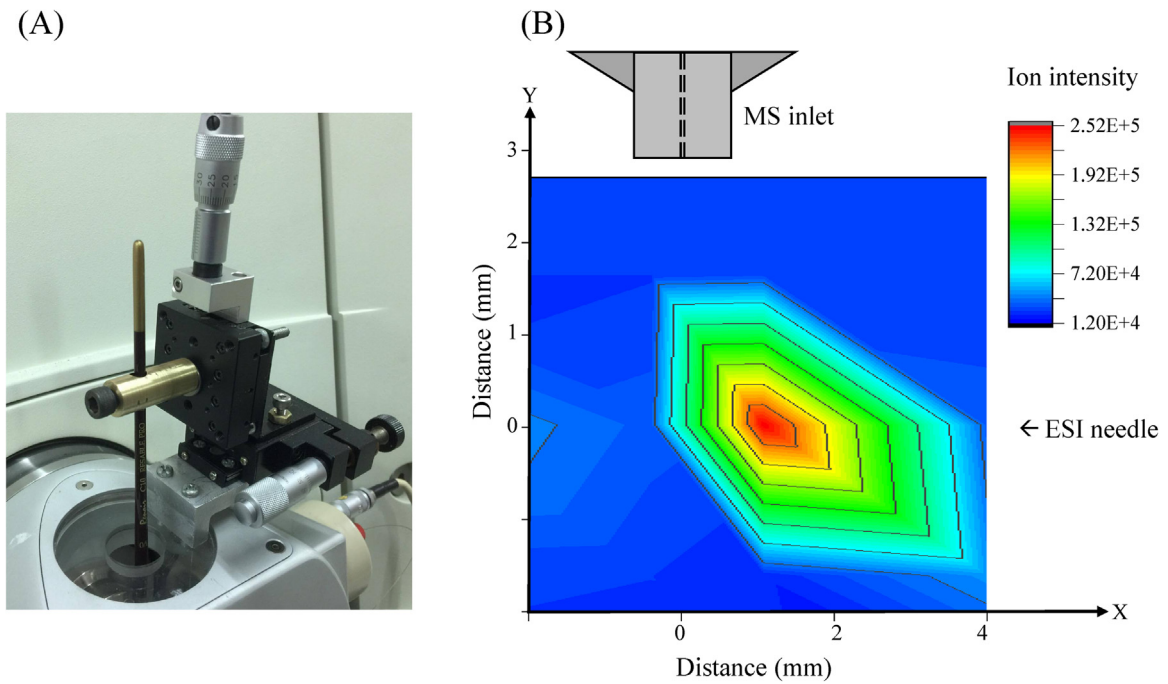 (A)
(B)
Y
MS inlet
Ion intensity
2.52E+5
1.92E+5
1.32E+5
7.20E+4
1.20E+4
3
2
1
0
Distance (mm)
← ESI needle
X
0
2
4
Distance (mm)
30
25
20